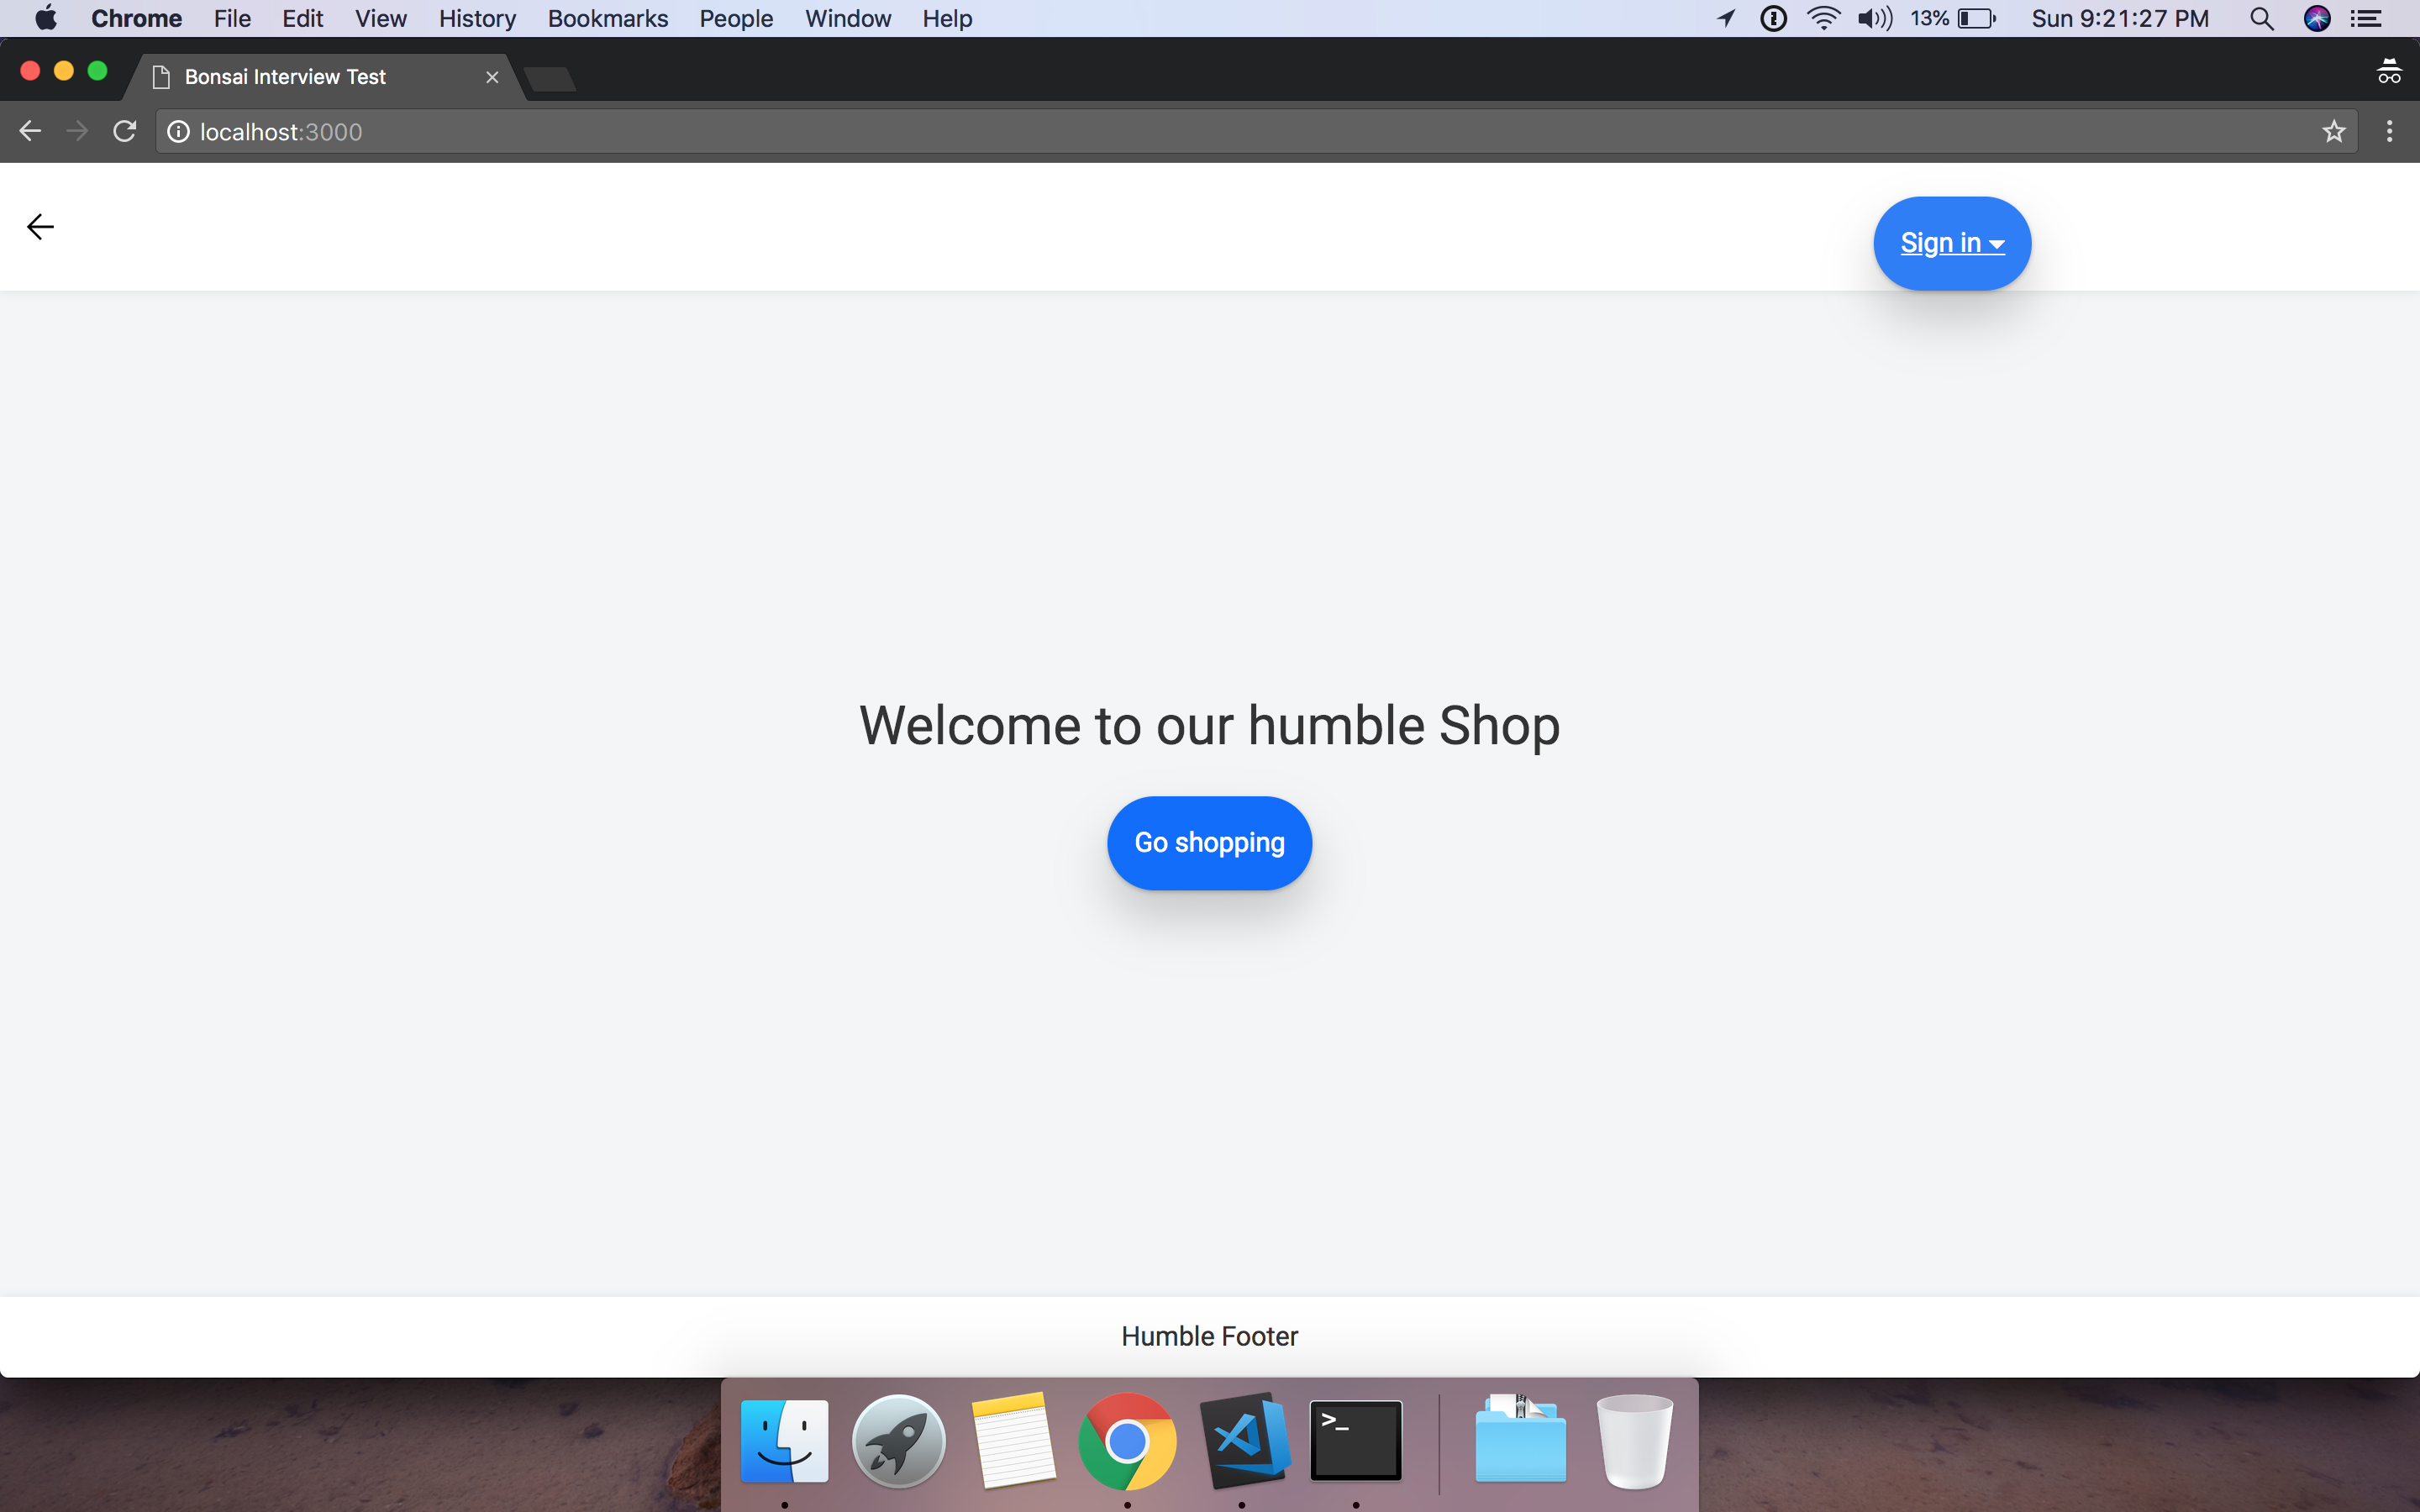 Chrome File Edit View History Bookmarks People Window Help 13% Sun 9:21:27 PM
Bonsai Interview Test
localhost:3000
Sign in
Welcome to our humble Shop
Go shopping
Humble Footer
>_